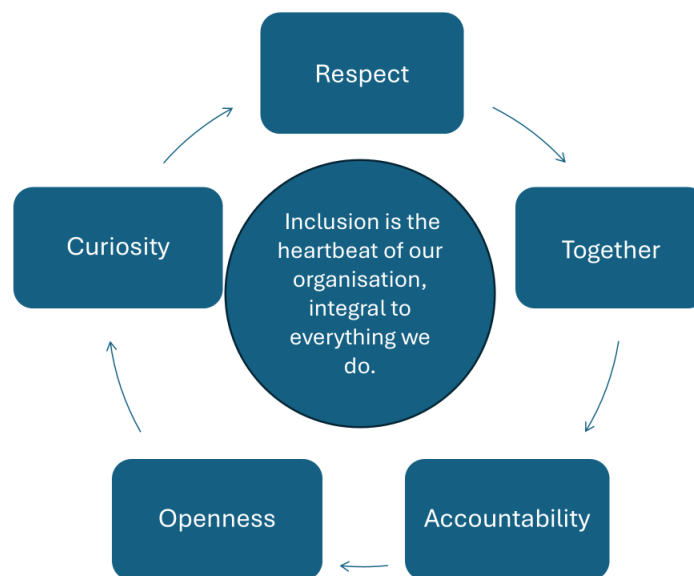 Respect
Curiosity
Inclusion is the
heartbeat of our
organisation,
integral to
everything we
do.
Together
Openness
Accountability